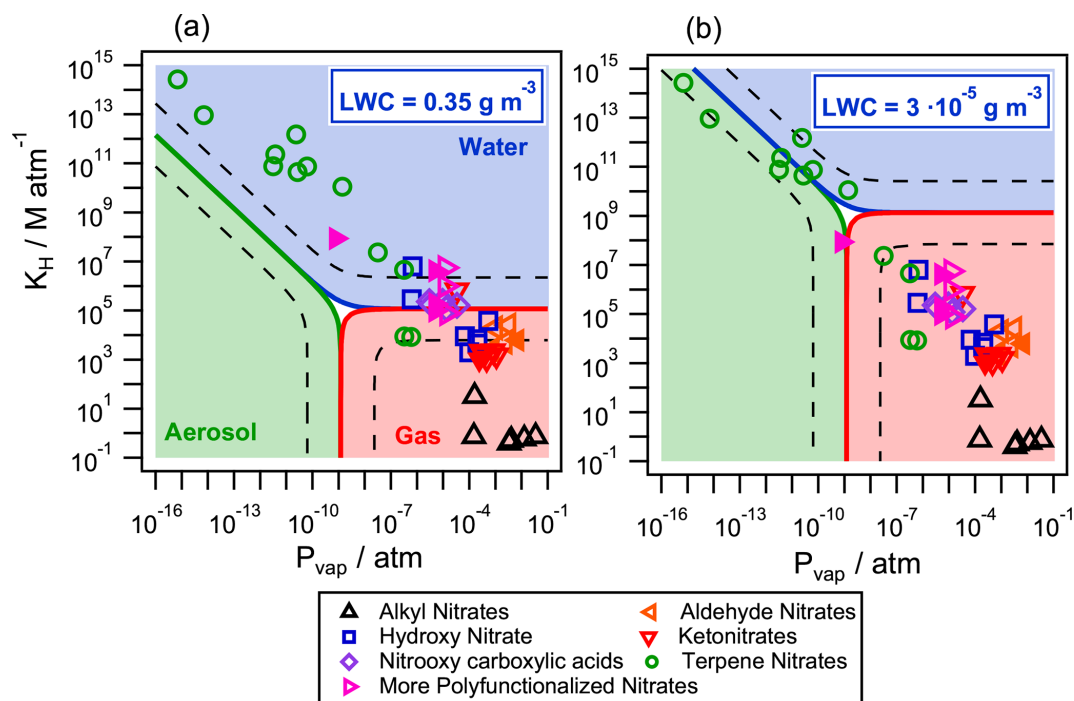 (a)
(b)
K_H / M atm^-1
10^15
10^13
10^11
10^9
10^7
10^5
10^3
10^1
10^-1
LWC = 0.35 g m^-3
Water
Aerosol
Gas
10^-16
10^-13
10^-10
10^-7
10^-4
10^-1
P_vap / atm
10^15
10^13
10^11
10^9
10^7
10^5
10^3
10^1
10^-1
LWC = 3 ·10^-5 g m^-3
10^-16
10^-13
10^-10
10^-7
10^-4
10^-1
P_vap / atm
Alkyl Nitrates
Aldehyde Nitrates
Hydroxy Nitrate
Ketonitrates
Nitrooxy carboxylic acids
Terpene Nitrates
More Polyfunctionalized Nitrates